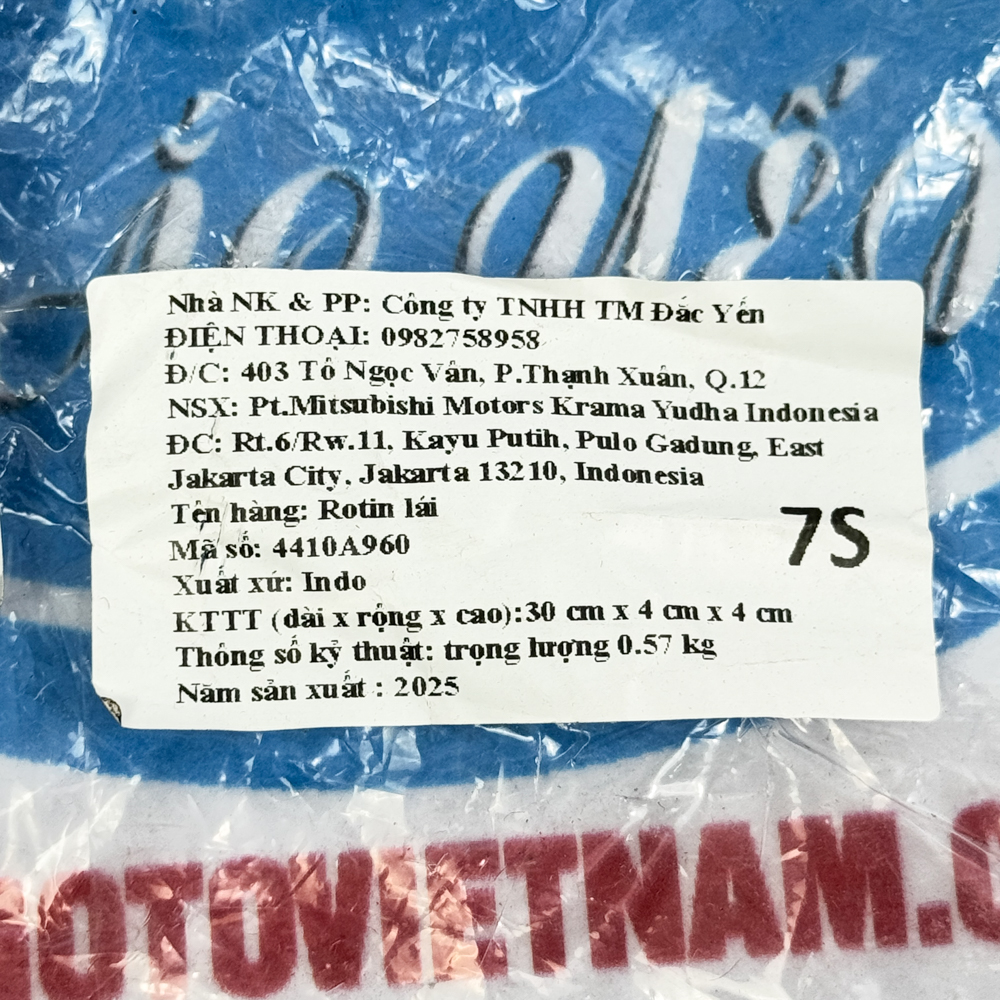 Nhà NK & PP: Công ty TNHH TM Đắc Yến
ĐIỆN THOẠI: 0982758958
Đ/C: 403 Tô Ngọc Vân, P.Thạnh Xuân, Q.12
NSX: Pt.Mitsubishi Motors Krama Yudha Indonesia
ĐC: Rt.6/Rw.11, Kayu Putih, Pulo Gadung, East
Jakarta City, Jakarta 13210, Indonesia
Tên hàng: Rotin lái
Mã số: 4410A960
7S
Xuất xứ: Indo
KTTT (dài x rộng x cao):30 cm x 4 cm x 4 cm
Thông số kỷ thuật: trọng lượng 0.57 kg
Năm sản xuất : 2025
OTOVIETNAM.C